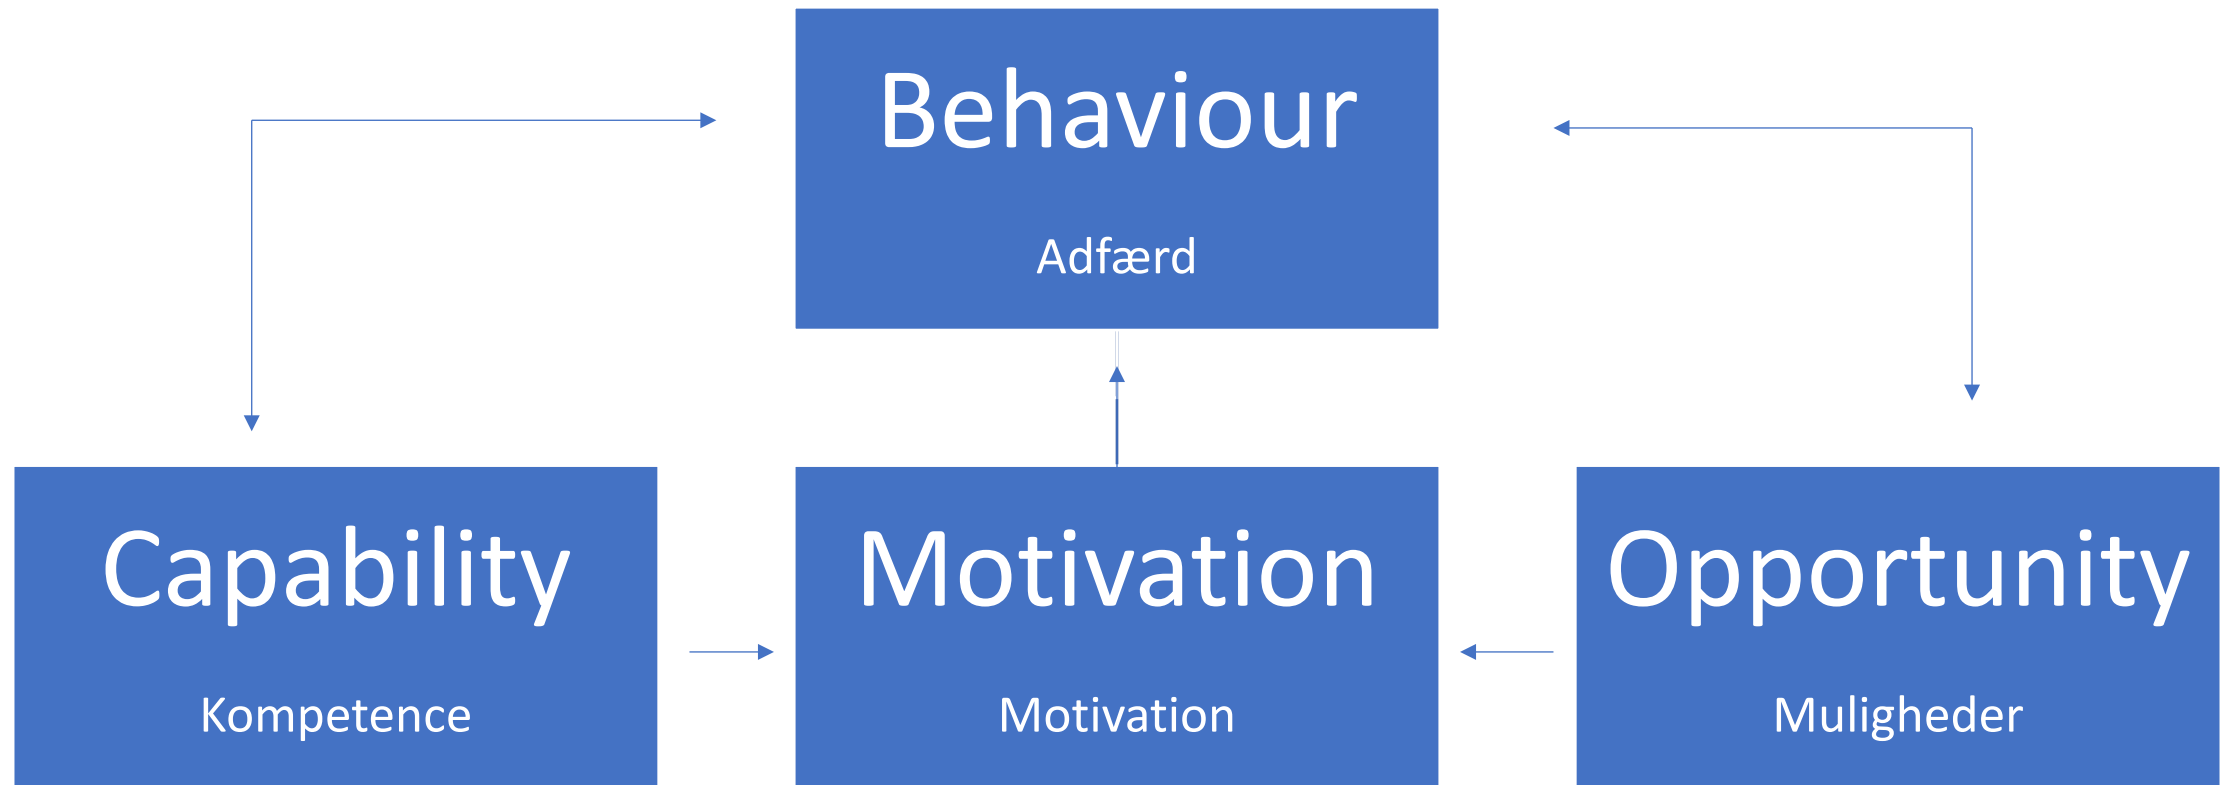 Behaviour
Adfærd
Capability
Kompetence
Motivation
Motivation
Opportunity
Muligheder